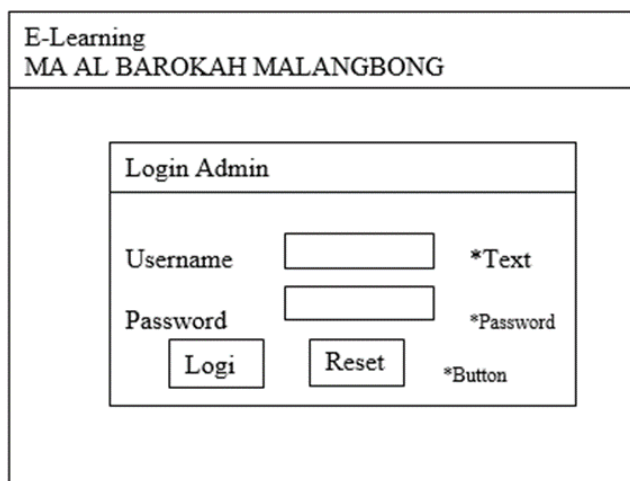 E-Learning
MA AL BAROKAH MALANGBONG
Login Admin
Username *Text
Password *Password
Logi Reset *Button